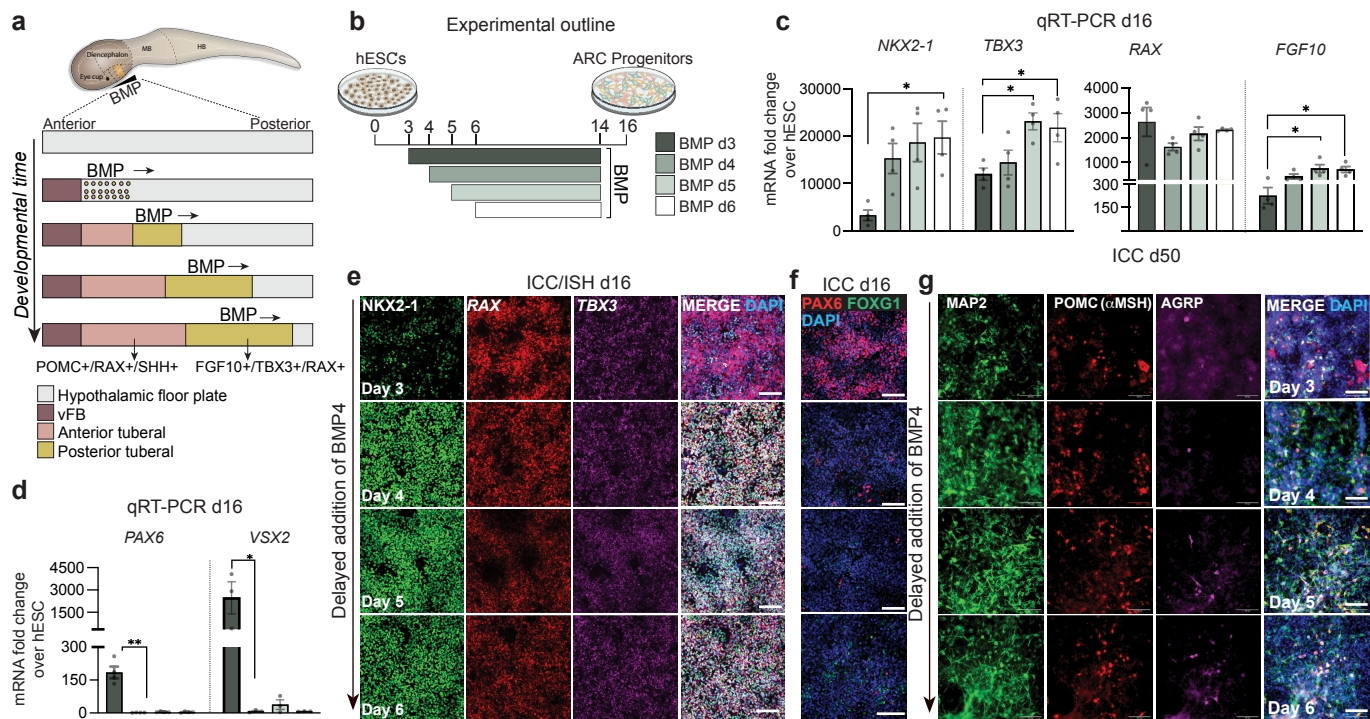 a
Diencephalon
MB
HB
Eye cup
BMP
Anterior
Posterior
Developmental time
BMP
BMP
BMP
BMP
POMC+/RAX+/SHH+
FGF10+/TBX3+/RAX+
Hypothalamic floor plate
vFB
Anterior tuberal
Posterior tuberal
b
Experimental outline
hESC's
ARC Progenitors
0 3 4 5 6 14 16
BMP
BMP d3
BMP d4
BMP d5
BMP d6
c
qRT-PCR d16
NKX2-1
TBX3
RAX
FGF10
mRNA fold change
over hESC
30000
20000
10000
0
*
*
*
4000
3000
2000
1000
300
150
*
*
d
qRT-PCR d16
PAX6
VSX2
mRNA fold change
over hESC
4500
3000
1500
300
150
0
**
*
e
ICC/ISH d16
Delayed addition of BMP4
NKX2-1
RAX
TBX3
MERGE DAPI
Day 3
Day 4
Day 5
Day 6
f
ICC d16
PAX6 FOXG1
DAPI
g
ICC d50
Delayed addition of BMP4
MAP2
POMC (αMSH)
AGRP
MERGE DAPI
Day 3
Day 4
Day 5
Day 6